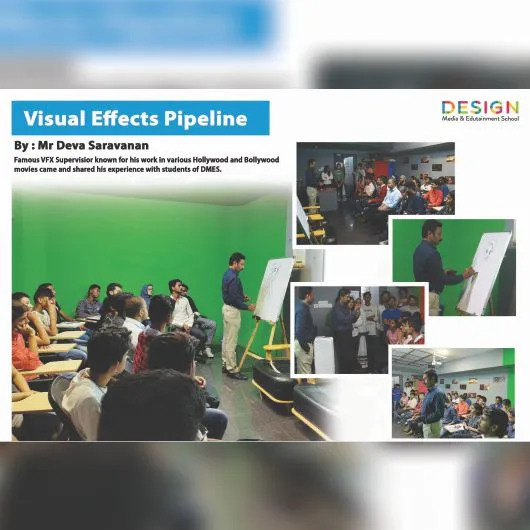 Visual Effects Pipeline
DESIGN
Media & Edutainment School
By : Mr Deva Saravanan
Famous VFX Supervisior known for his work in various Hollywood and Bollywood
movies came and shared his experience with students of DMES.